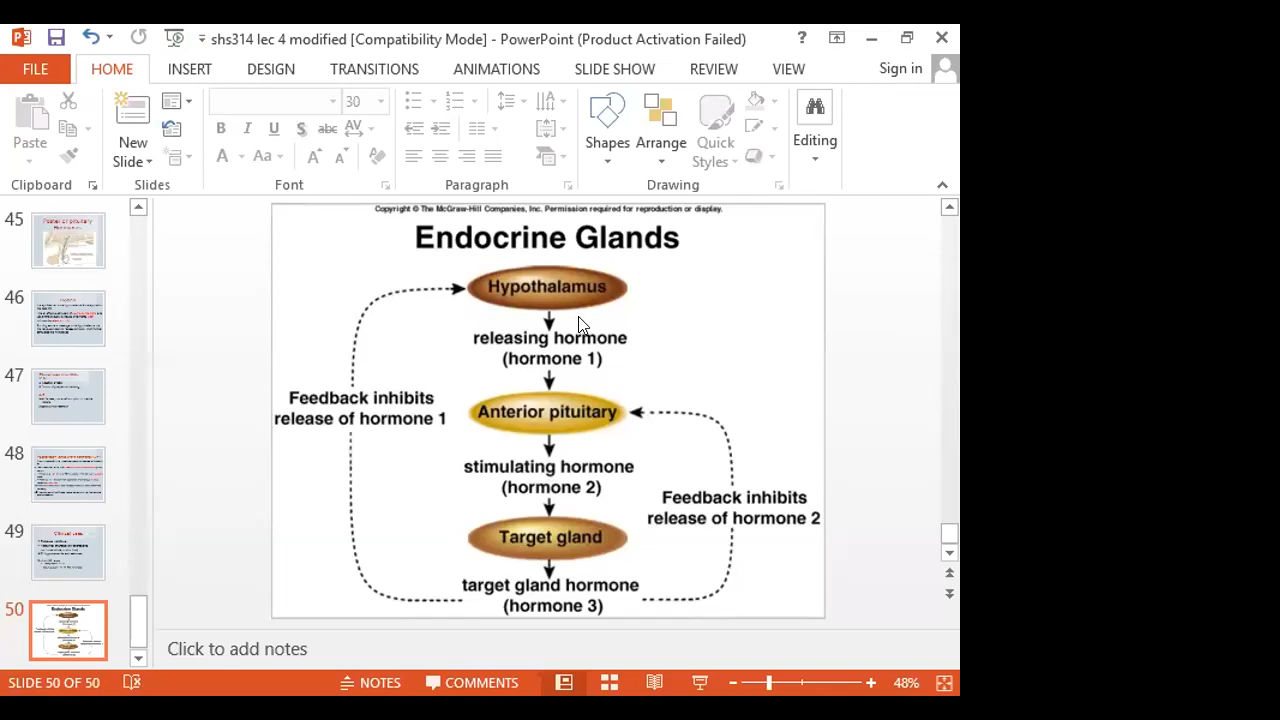 shs314 lec 4 modified [Compatibility Mode] - PowerPoint (Product Activation Failed)
?
FILE HOME INSERT DESIGN TRANSITIONS ANIMATIONS SLIDE SHOW REVIEW VIEW Sign in
30
Paste
New
Slide
B I U S abc AV
A Aa A A
Shapes
Arrange
Quick
Styles
Editing
Clipboard Slides Font Paragraph Drawing
45
46
47
48
49
50
Copyright © The McGraw-Hill Companies, Inc. Permission required for reproduction or display.
Endocrine Glands
Hypothalamus
releasing hormone
(hormone 1)
Feedback inhibits
release of hormone 1
Anterior pituitary
stimulating hormone
(hormone 2)
Feedback inhibits
release of hormone 2
Target gland
target gland hormone
(hormone 3)
Click to add notes
SLIDE 50 OF 50 NOTES COMMENTS 48%